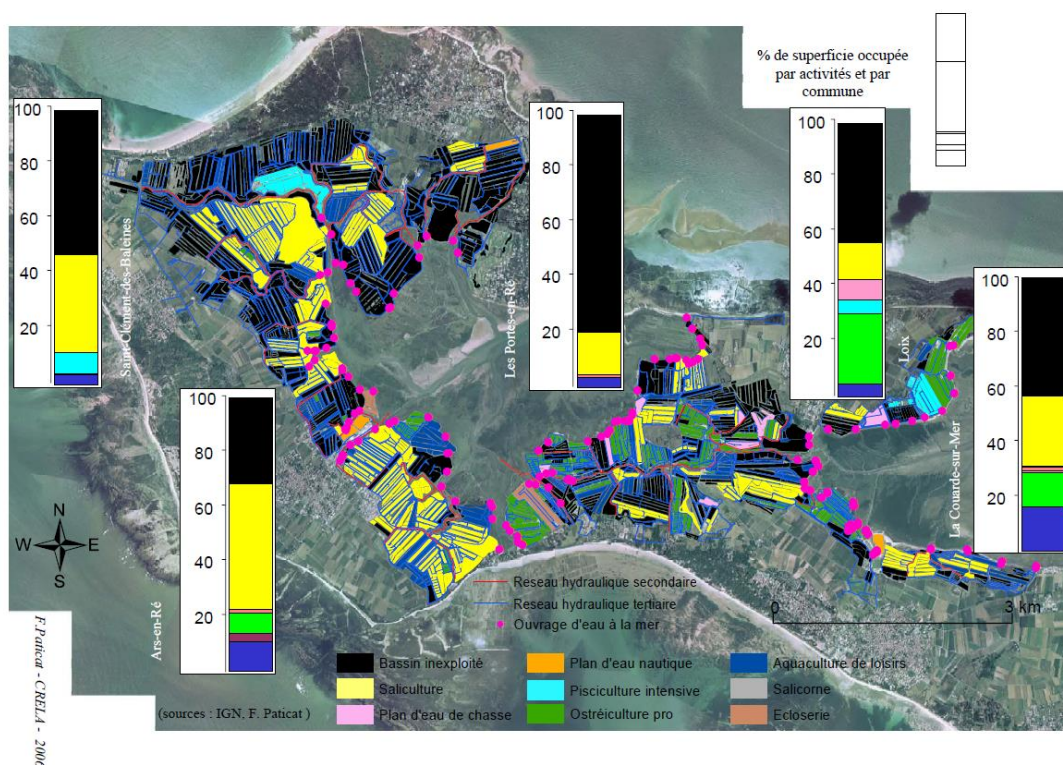 % de superficie occupée
par activités et par
commune
100
80
60
40
20
Saint-Clément-des-Baleines
100
80
60
40
20
Les Portes-en-Ré
100
80
60
40
20
Loix
100
80
60
40
20
La Couarde-sur-Mer
100
80
60
40
20
Ars-en-Ré
N
W E
S
Reseau hydraulique secondaire
Reseau hydraulique tertiaire
Ouvrage d'eau à la mer
0 3 km
Bassin inexploité
Plan d'eau nautique
Aquaculture de loisirs
Saliculture
Pisciculture intensive
Salicorne
Plan d'eau de chasse
Ostréiculture pro
Ecloserie
(sources : IGN, F. Paticat )
F.Paticat - CRELA -